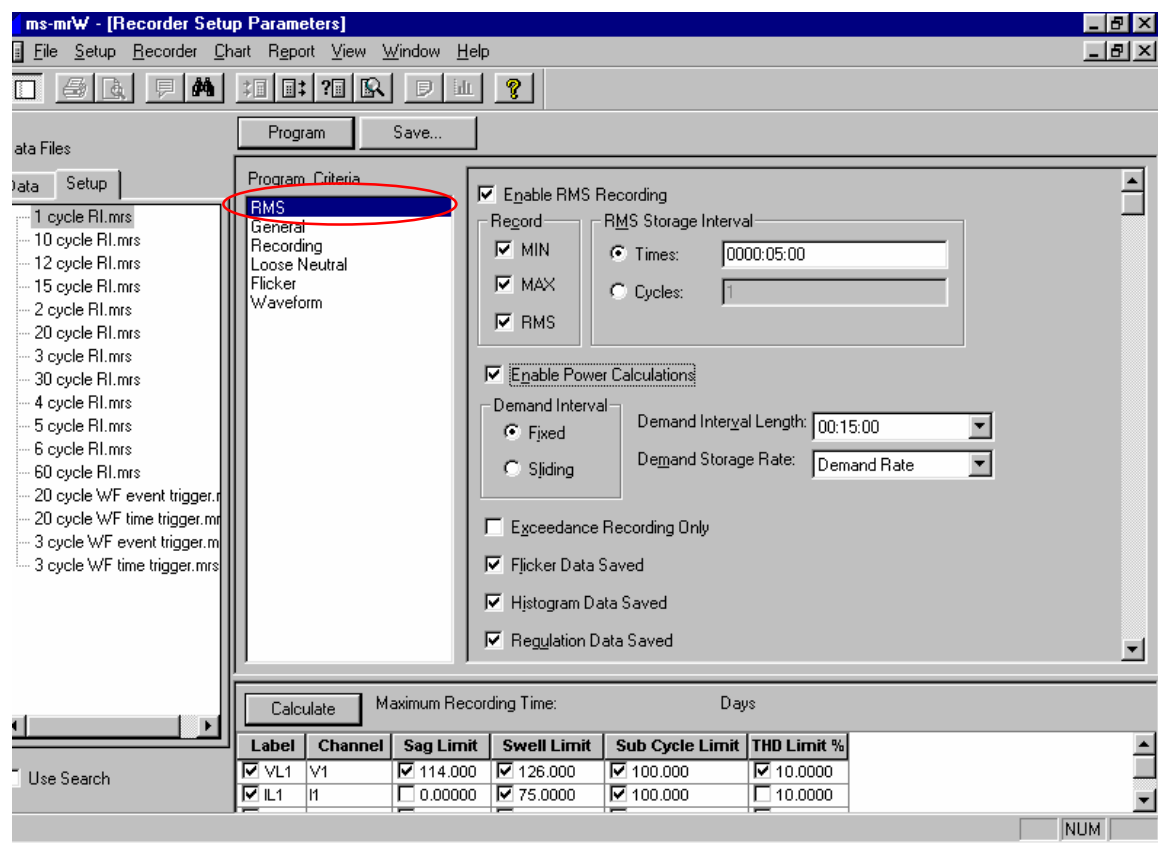 ms-mrW - [Recorder Setup Parameters]
File Setup Recorder Chart Report View Window Help
Program Save...
ata Files
Data Setup
1 cycle RI.mrs
10 cycle RI.mrs
12 cycle RI.mrs
15 cycle RI.mrs
2 cycle RI.mrs
20 cycle RI.mrs
3 cycle RI.mrs
30 cycle RI.mrs
4 cycle RI.mrs
5 cycle RI.mrs
6 cycle RI.mrs
60 cycle RI.mrs
20 cycle WF event trigger.r
20 cycle WF time trigger.mr
3 cycle WF event trigger.m
3 cycle WF time trigger.mrs
Use Search
Program Criteria
RMS
General
Recording
Loose Neutral
Flicker
Waveform
Enable RMS Recording
Record
MIN
MAX
RMS
RMS Storage Interval
Times: 0000:05:00
Cycles: 1
Enable Power Calculations
Demand Interval
Fixed
Sliding
Demand Interval Length: 00:15:00
Demand Storage Rate: Demand Rate
Exceedance Recording Only
Flicker Data Saved
Histogram Data Saved
Regulation Data Saved
Calculate Maximum Recording Time: Days
Label Channel Sag Limit Swell Limit Sub Cycle Limit THD Limit %
VL1 V1 114.000 126.000 100.000 10.0000
IL1 I1 0.00000 75.0000 100.000 10.0000
NUM